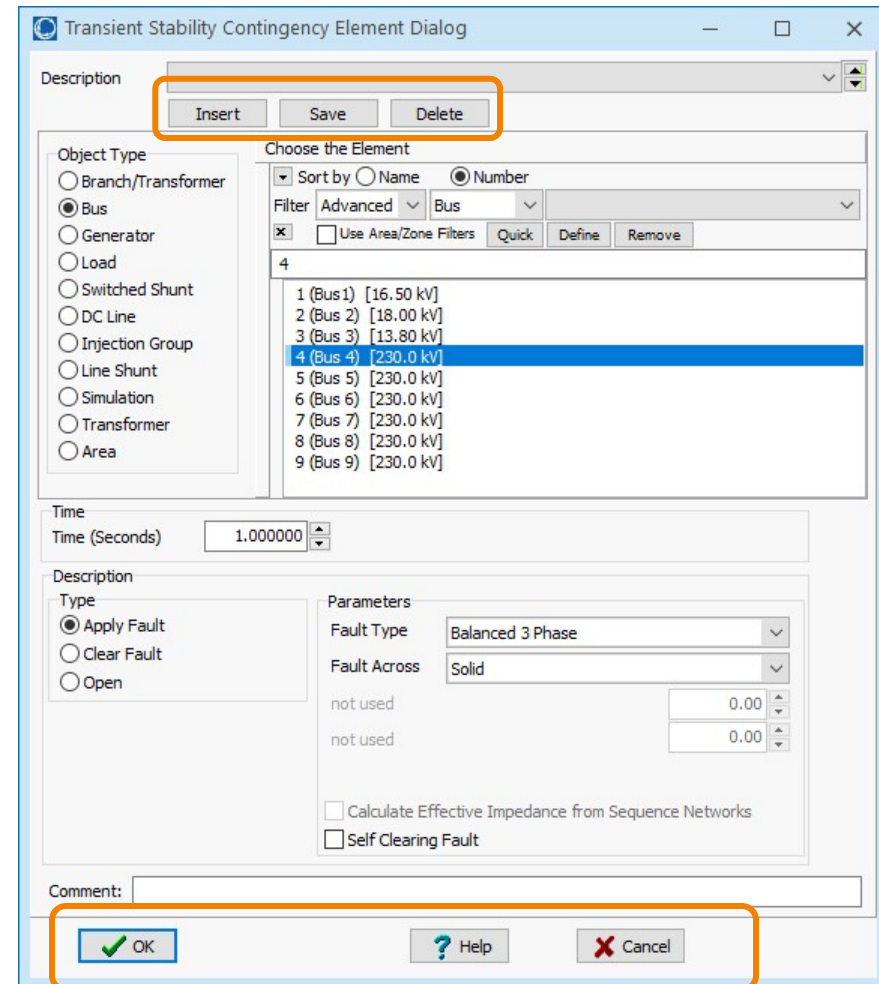 Transient Stability Contingency Element Dialog
Description
Insert Save Delete
Object Type
Branch/Transformer
Bus
Generator
Load
Switched Shunt
DC Line
Injection Group
Line Shunt
Simulation
Transformer
Area
Choose the Element
Sort by Name Number
Filter Advanced Bus
Use Area/Zone Filters Quick Define Remove
4
1 (Bus1) [16.50 kV]
2 (Bus 2) [18.00 kV]
3 (Bus 3) [13.80 kV]
4 (Bus 4) [230.0 kV]
5 (Bus 5) [230.0 kV]
6 (Bus 6) [230.0 kV]
7 (Bus 7) [230.0 kV]
8 (Bus 8) [230.0 kV]
9 (Bus 9) [230.0 kV]
Time
Time (Seconds) 1.000000
Description
Type
Apply Fault
Clear Fault
Open
Parameters
Fault Type Balanced 3 Phase
Fault Across Solid
not used 0.00
not used 0.00
Calculate Effective Impedance from Sequence Networks
Self Clearing Fault
Comment:
OK Help Cancel